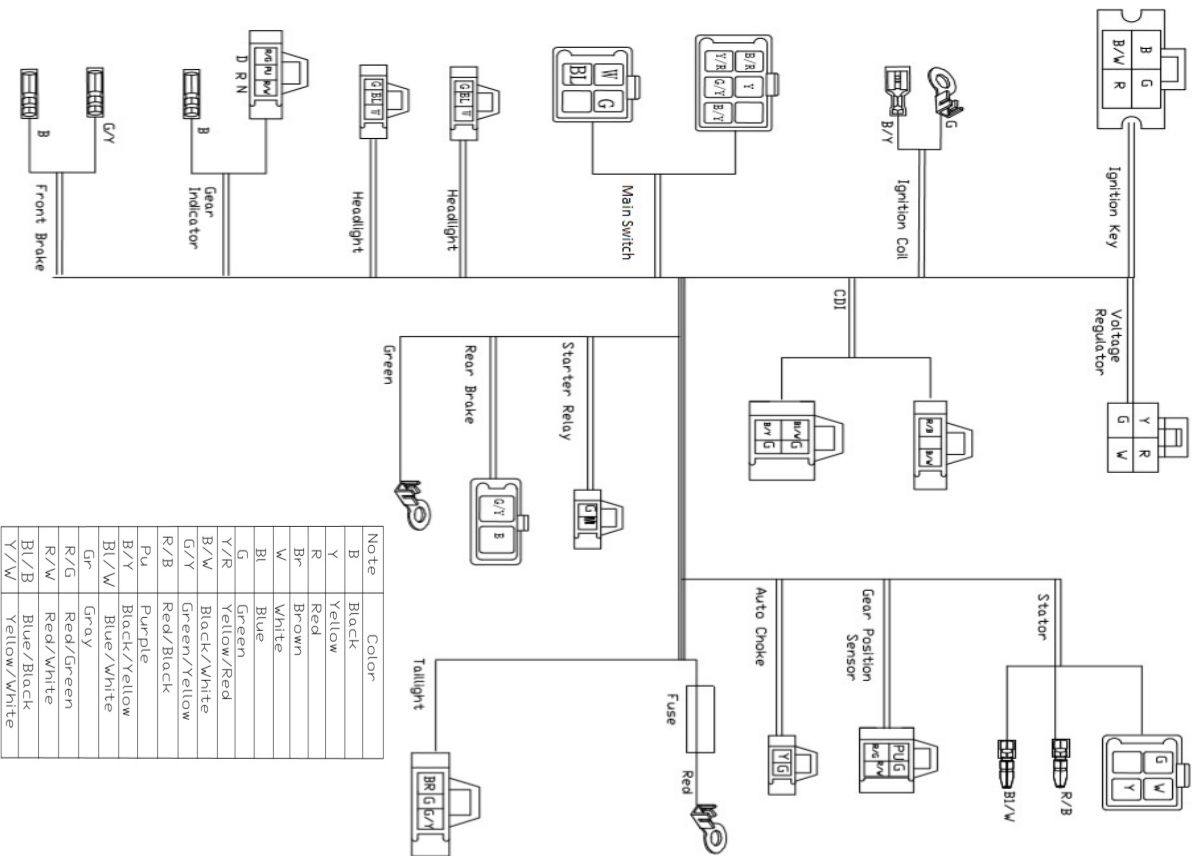 B G
B/W R
Ignition Key
G
B/Y
Ignition Coil
B/R Y
Y/R G/Y B/Y
W G
BL
Main Switch
G BL W
Headlight
G BL W
Headlight
R/G PU R/W
D R N
B
Gear
Indicator
G/Y
B
Front Brake
Voltage
Regulator
Y R
G W
CDI
R/B B/W
Bl/W G
B/Y G
Starter Relay
G
Rear Brake
G/Y B
Green
Stator
G W
Y
R/B
Bl/W
Gear Position
Sensor
PU G
R/G R/W
Auto Choke
Y G
Fuse
Red
Taillight
BR G G/Y
Note Color
B Black
Y Yellow
R Red
Br Brown
W White
Bl Blue
G Green
Y/R Yellow/Red
B/W Black/White
G/Y Green/Yellow
R/B Red/Black
Pu Purple
B/Y Black/Yellow
Bl/W Blue/White
Gr Gray
R/G Red/Green
R/W Red/White
Bl/B Blue/Black
Y/W Yellow/White